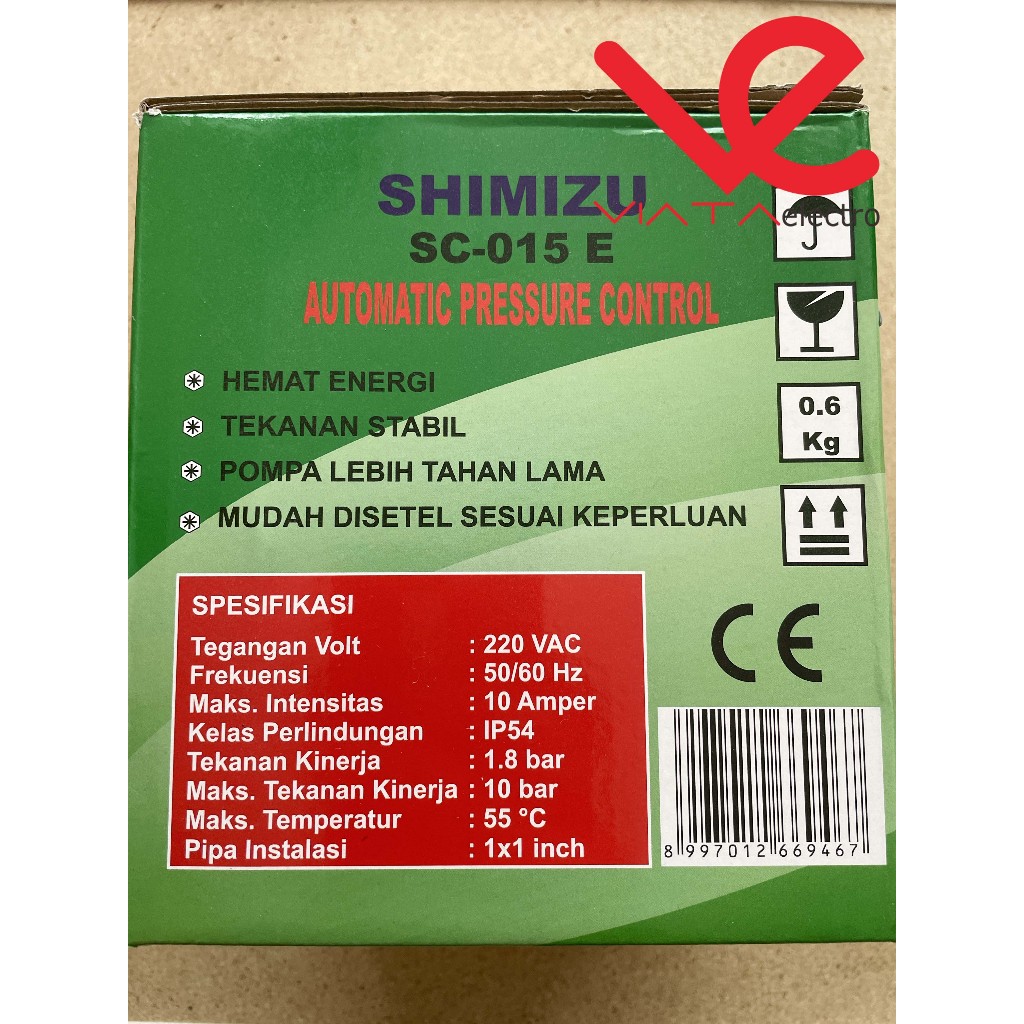 VE
VIATA electro
SHIMIZU
SC-015 E
AUTOMATIC PRESSURE CONTROL
HEMAT ENERGI
TEKANAN STABIL
POMPA LEBIH TAHAN LAMA
MUDAH DISETEL SESUAI KEPERLUAN
0.6
Kg
SPESIFIKASI
Tegangan Volt : 220 VAC
Frekuensi : 50/60 Hz
Maks. Intensitas : 10 Amper
Kelas Perlindungan : IP54
Tekanan Kinerja : 1.8 bar
Maks. Tekanan Kinerja : 10 bar
Maks. Temperatur : 55 °C
Pipa Instalasi : 1x1 inch
CE
8 997012 669467